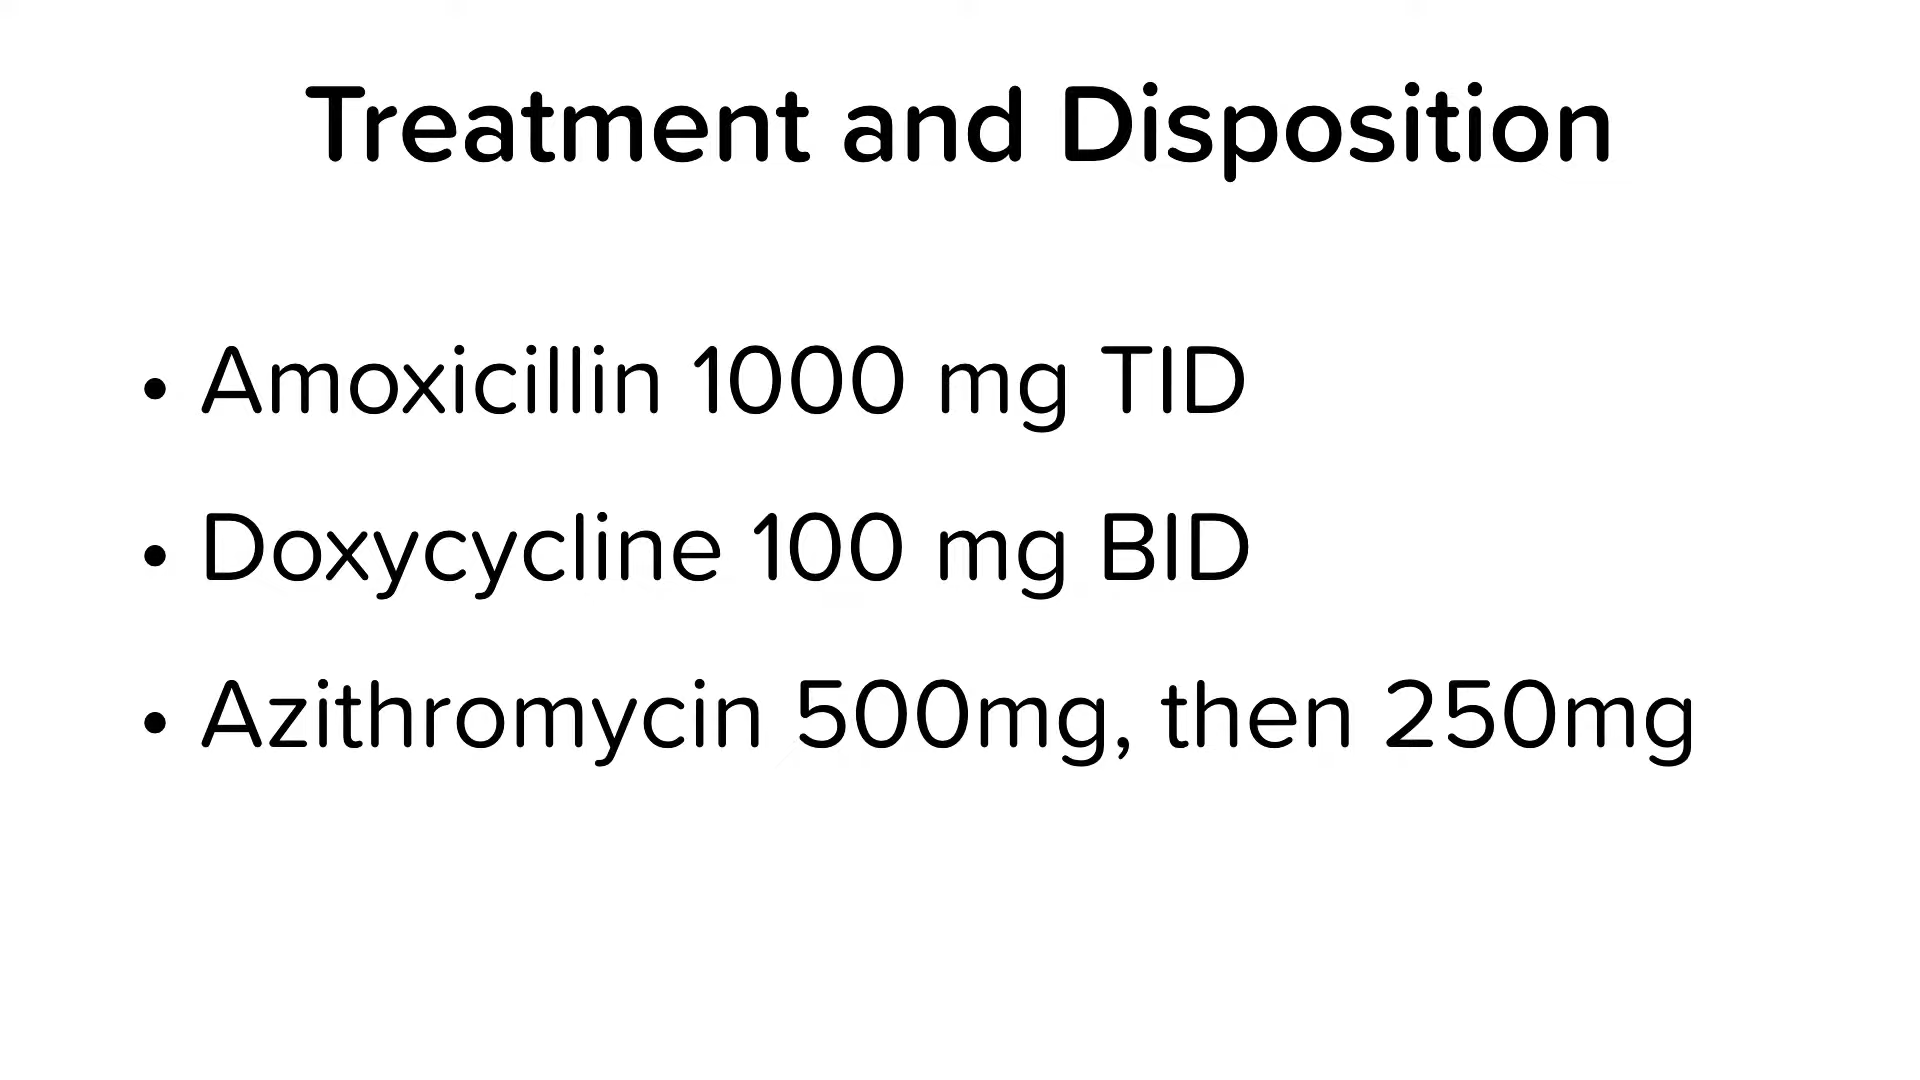 Treatment and Disposition
• Amoxicillin 1000 mg TID
• Doxycycline 100 mg BID
• Azithromycin 500mg, then 250mg